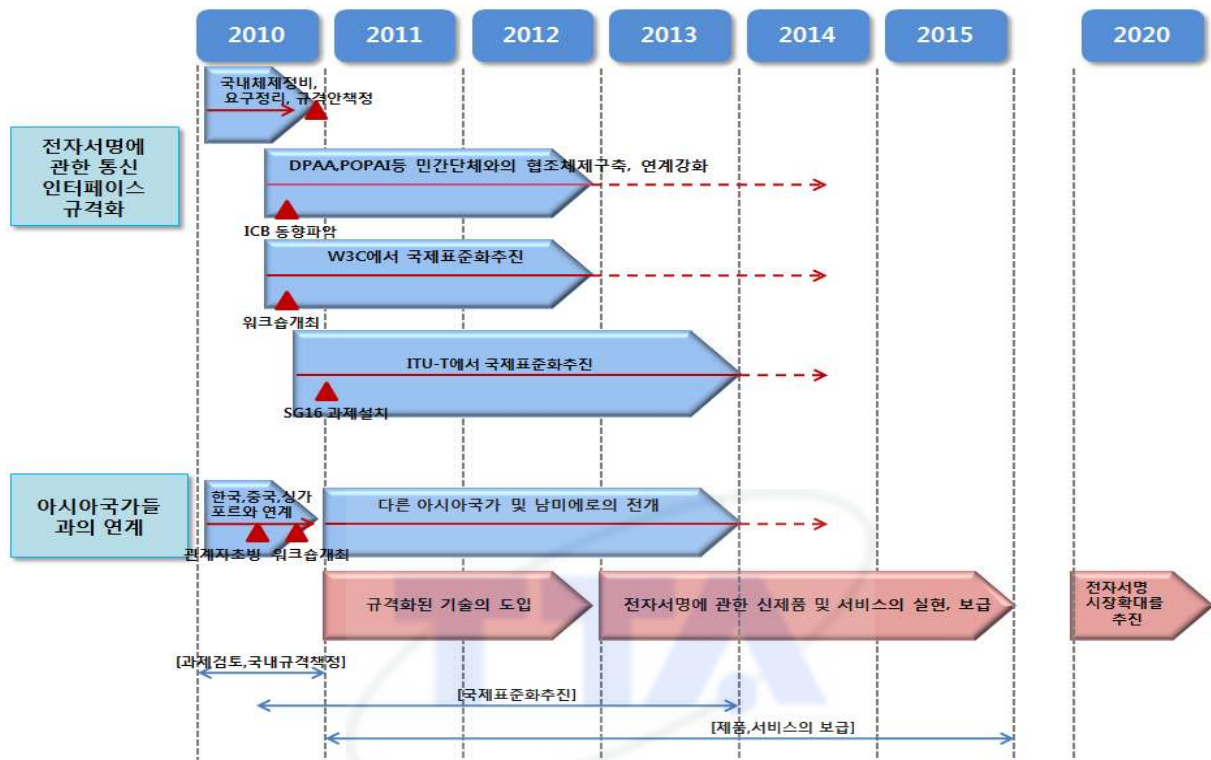 2010
2011
2012
2013
2014
2015
2020
국내체제정비,
요구정리, 규격안책정
전자서명에
관한 통신
인터페이스
규격화
DPAA,POPAI등 민간단체와의 협조체제구축, 연계강화
ICB 동향파악
W3C에서 국제표준화추진
워크숍개최
ITU-T에서 국제표준화추진
SG16 과제설치
아시아국가들
과의 연계
한국,중국,싱가
포르와 연계
다른 아시아국가 및 남미에로의 전개
관계자초빙
워크숍개최
규격화된 기술의 도입
전자서명에 관한 신제품 및 서비스의 실현, 보급
전자서명
시장확대를
추진
[과제검토,국내규격책정]
[국제표준화추진]
[제품,서비스의 보급]
TTA